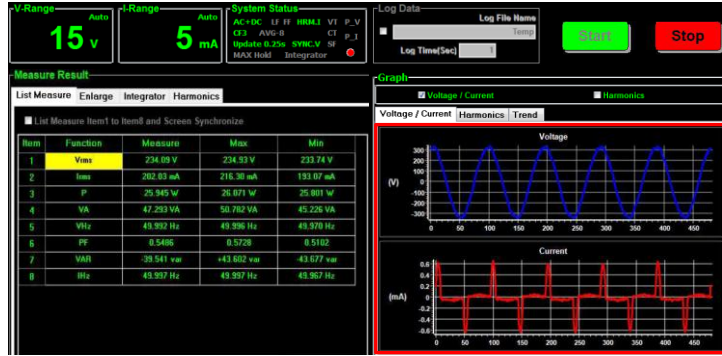 V-Range
Auto
15 V
I-Range
Auto
5 mA
System Status
AC+DC LF FF HRM.I VT P_V
CF3 AVG-8 CT P_I
Update 0.25s SYNC.V SF
MAX Hold Integrator
Log Data
Log File Name
Temp
Log Time(Sec) 1
Start
Stop
Measure Result
List Measure Enlarge Integrator Harmonics
List Measure Item1 to Item8 and Screen Synchronize
Item Function Measure Max Min
1 Vrms 234.09 V 234.93 V 233.74 V
2 Irms 202.03 mA 216.30 mA 193.07 mA
3 P 25.945 W 26.071 W 25.801 W
4 VA 47.293 VA 50.782 VA 45.226 VA
5 VHz 49.992 Hz 49.996 Hz 49.970 Hz
6 PF 0.5486 0.5728 0.5102
7 VAR -39.541 var +43.602 var -43.677 var
8 IHz 49.997 Hz 49.997 Hz 49.967 Hz
Graph
Voltage / Current Harmonics
Voltage / Current Harmonics Trend
Voltage
300
200
100
0
-100
-200
-300
(V)
0 50 100 150 200 250 300 350 400 450
Current
0.6
0.4
0.2
0
-0.2
-0.4
-0.6
(mA)
0 50 100 150 200 250 300 350 400 450